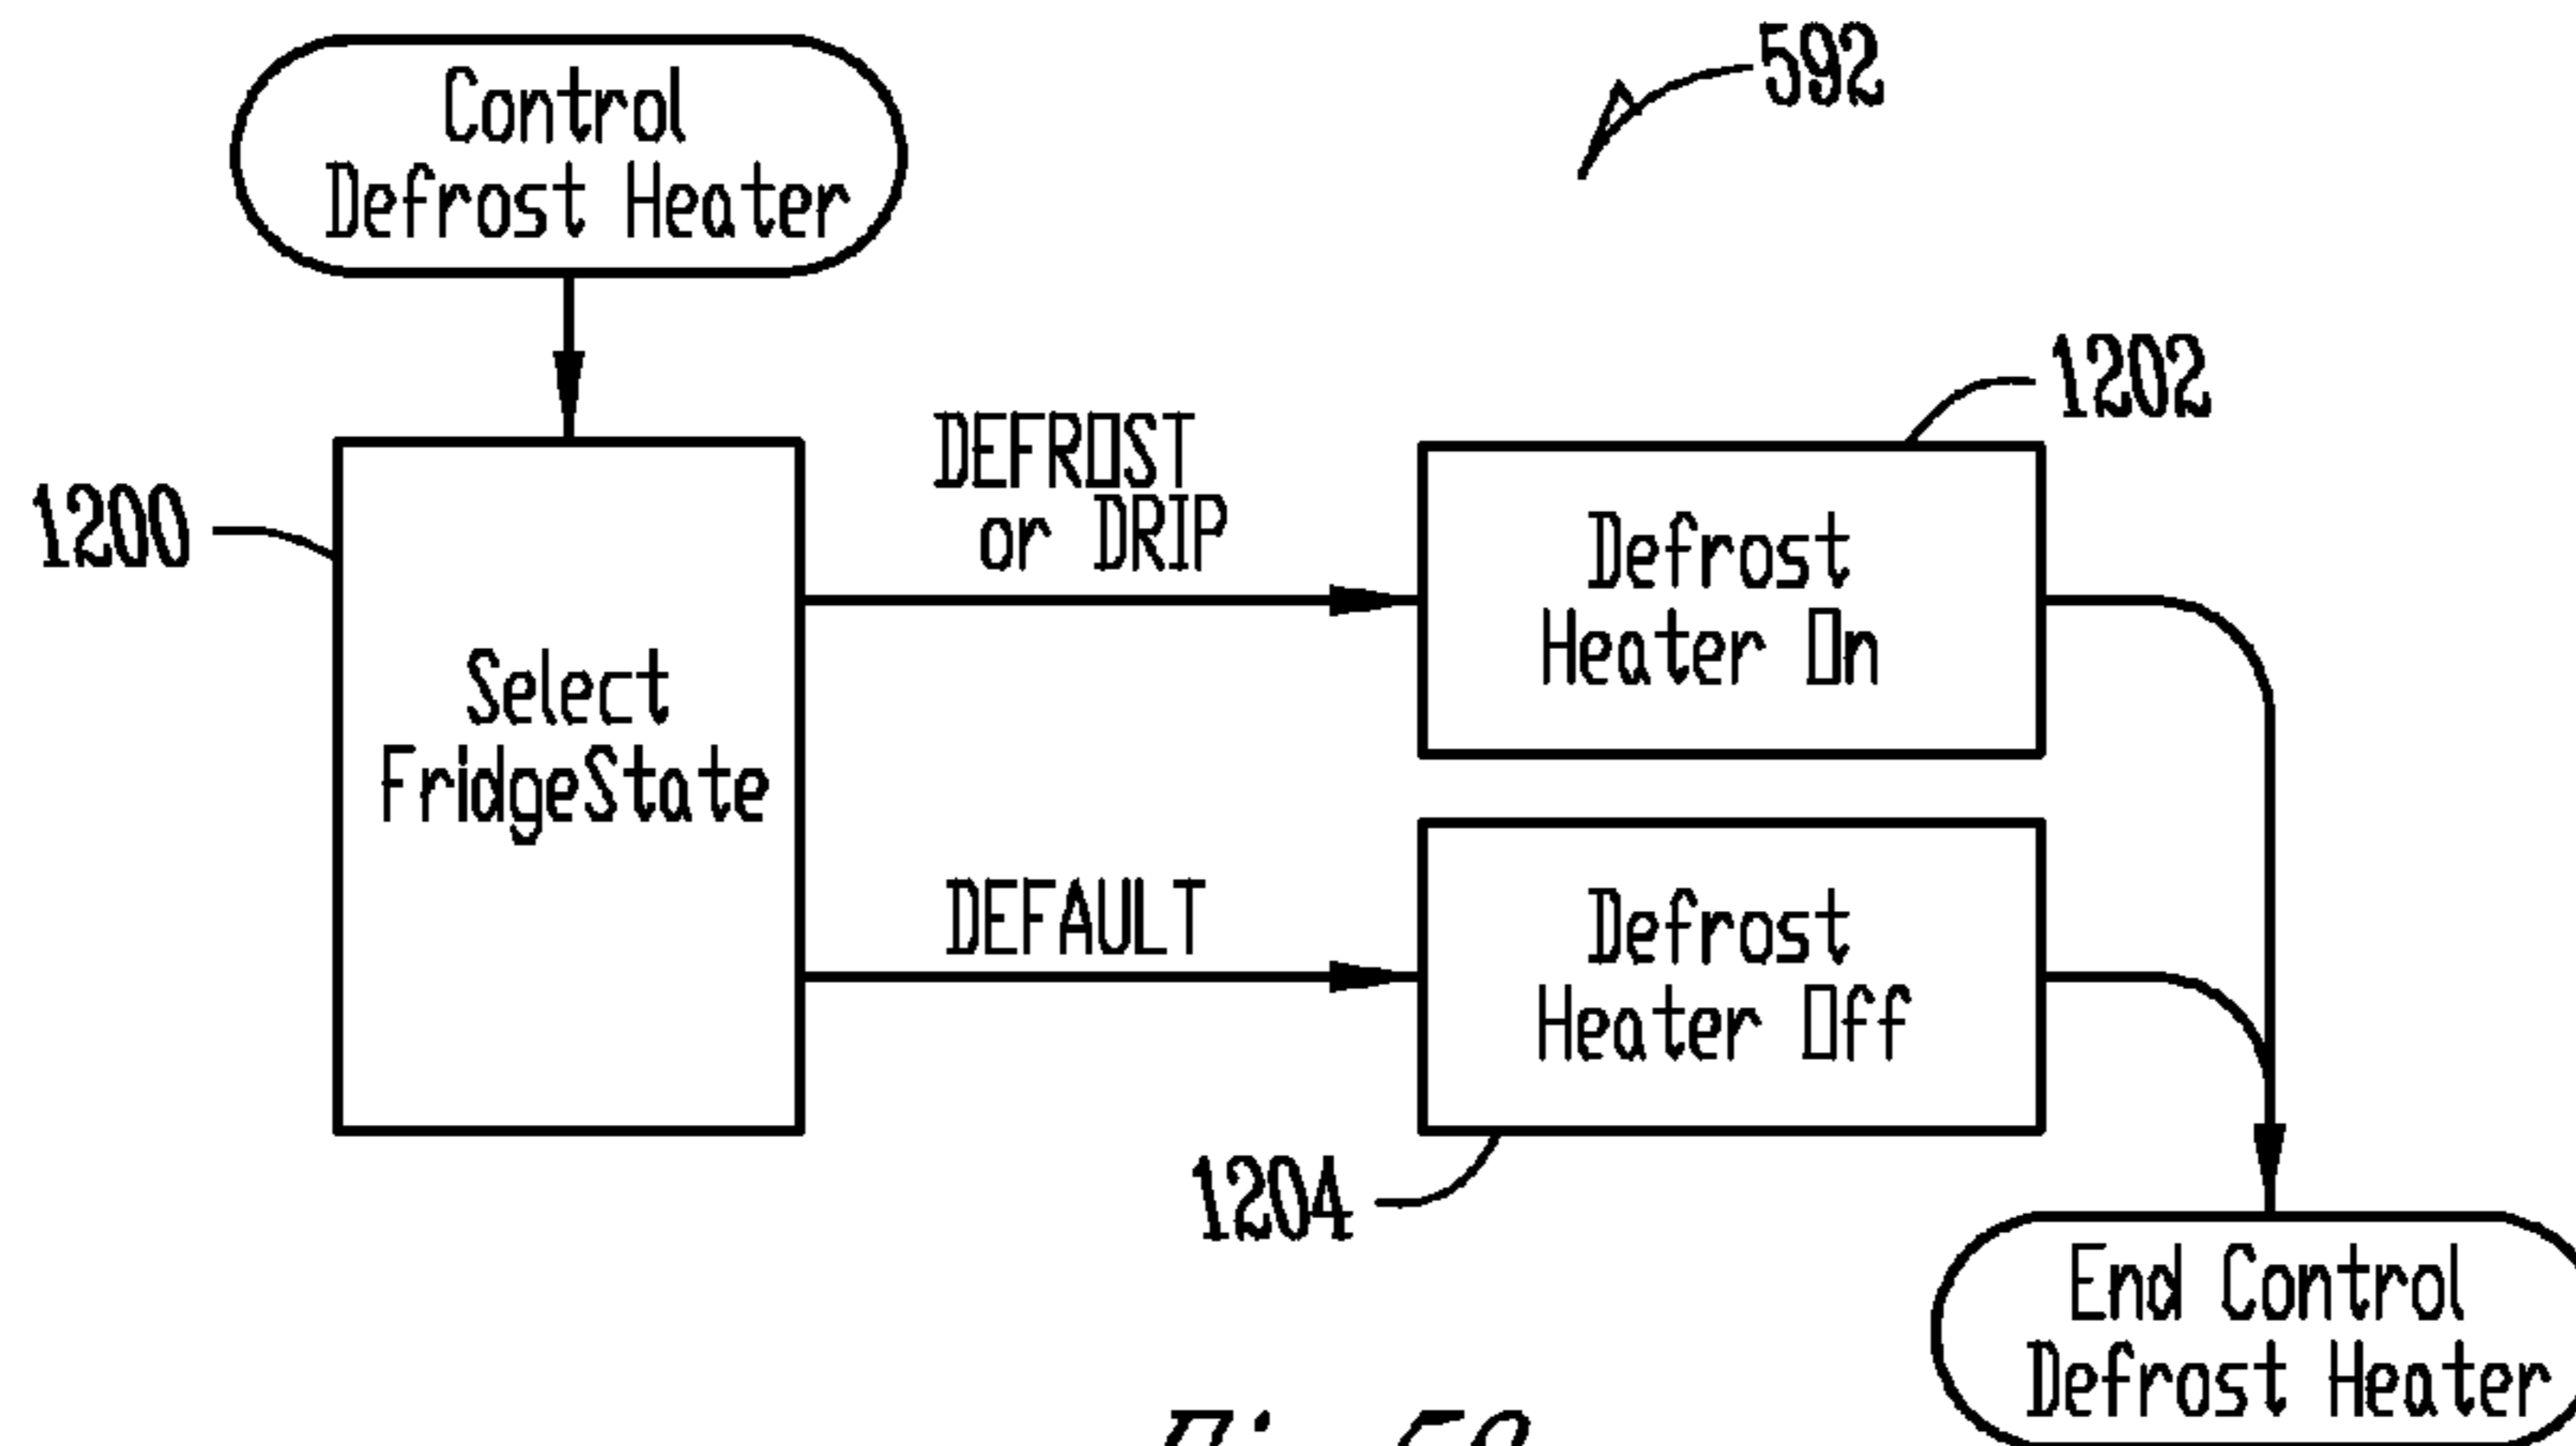 Control
Defrost Heater
592
1202
DEFROST
or DRIP
1200
Defrost
Heater On
Select
FridgeState
DEFAULT
Defrost
Heater Off
1204
End Control
Defrost Heater